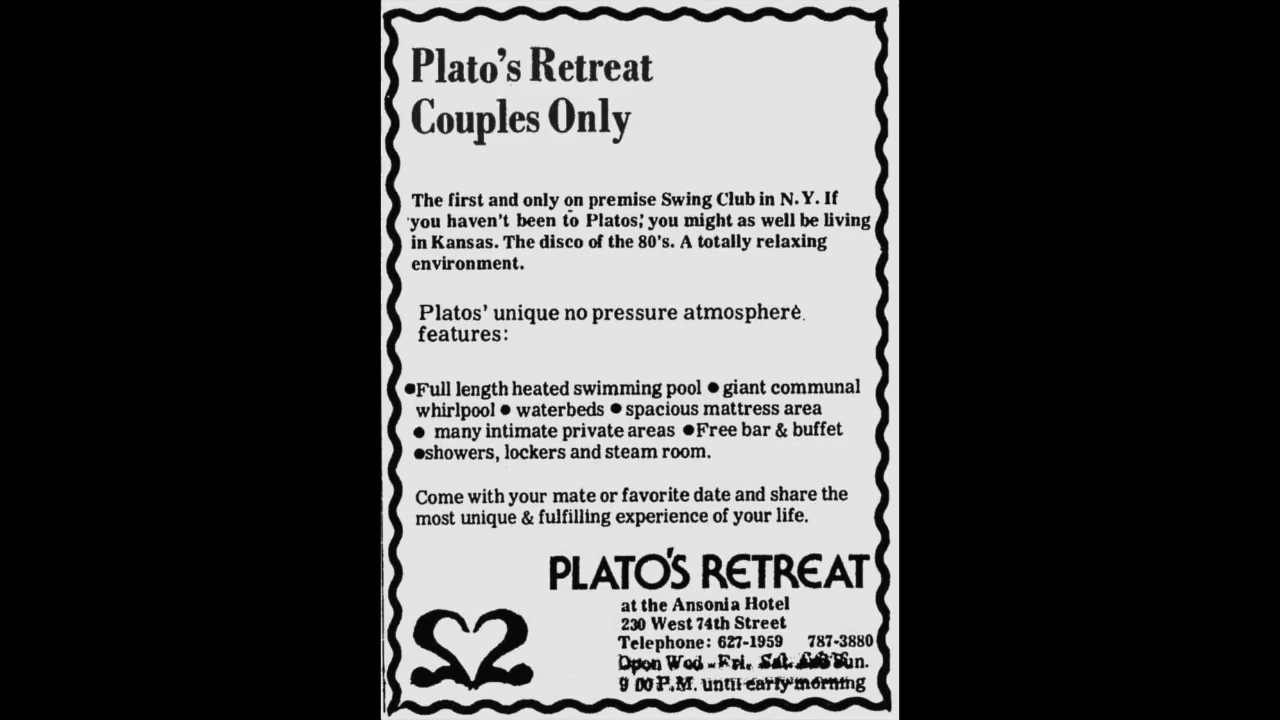 Plato's Retreat
Couples Only
The first and only on premise Swing Club in N.Y. If
you haven't been to Platos, you might as well be living
in Kansas. The disco of the 80's. A totally relaxing
environment.
Platos' unique no pressure atmosphere
features:
●Full length heated swimming pool ● giant communal
whirlpool ● waterbeds ● spacious mattress area
● many intimate private areas ●Free bar & buffet
●showers, lockers and steam room.
Come with your mate or favorite date and share the
most unique & fulfilling experience of your life.
PLATO'S RETREAT
at the Ansonia Hotel
230 West 74th Street
Telephone: 627-1959 787-3880
Open Wed - Fri. Sat. Sun.
9 00 P.M. until early morning